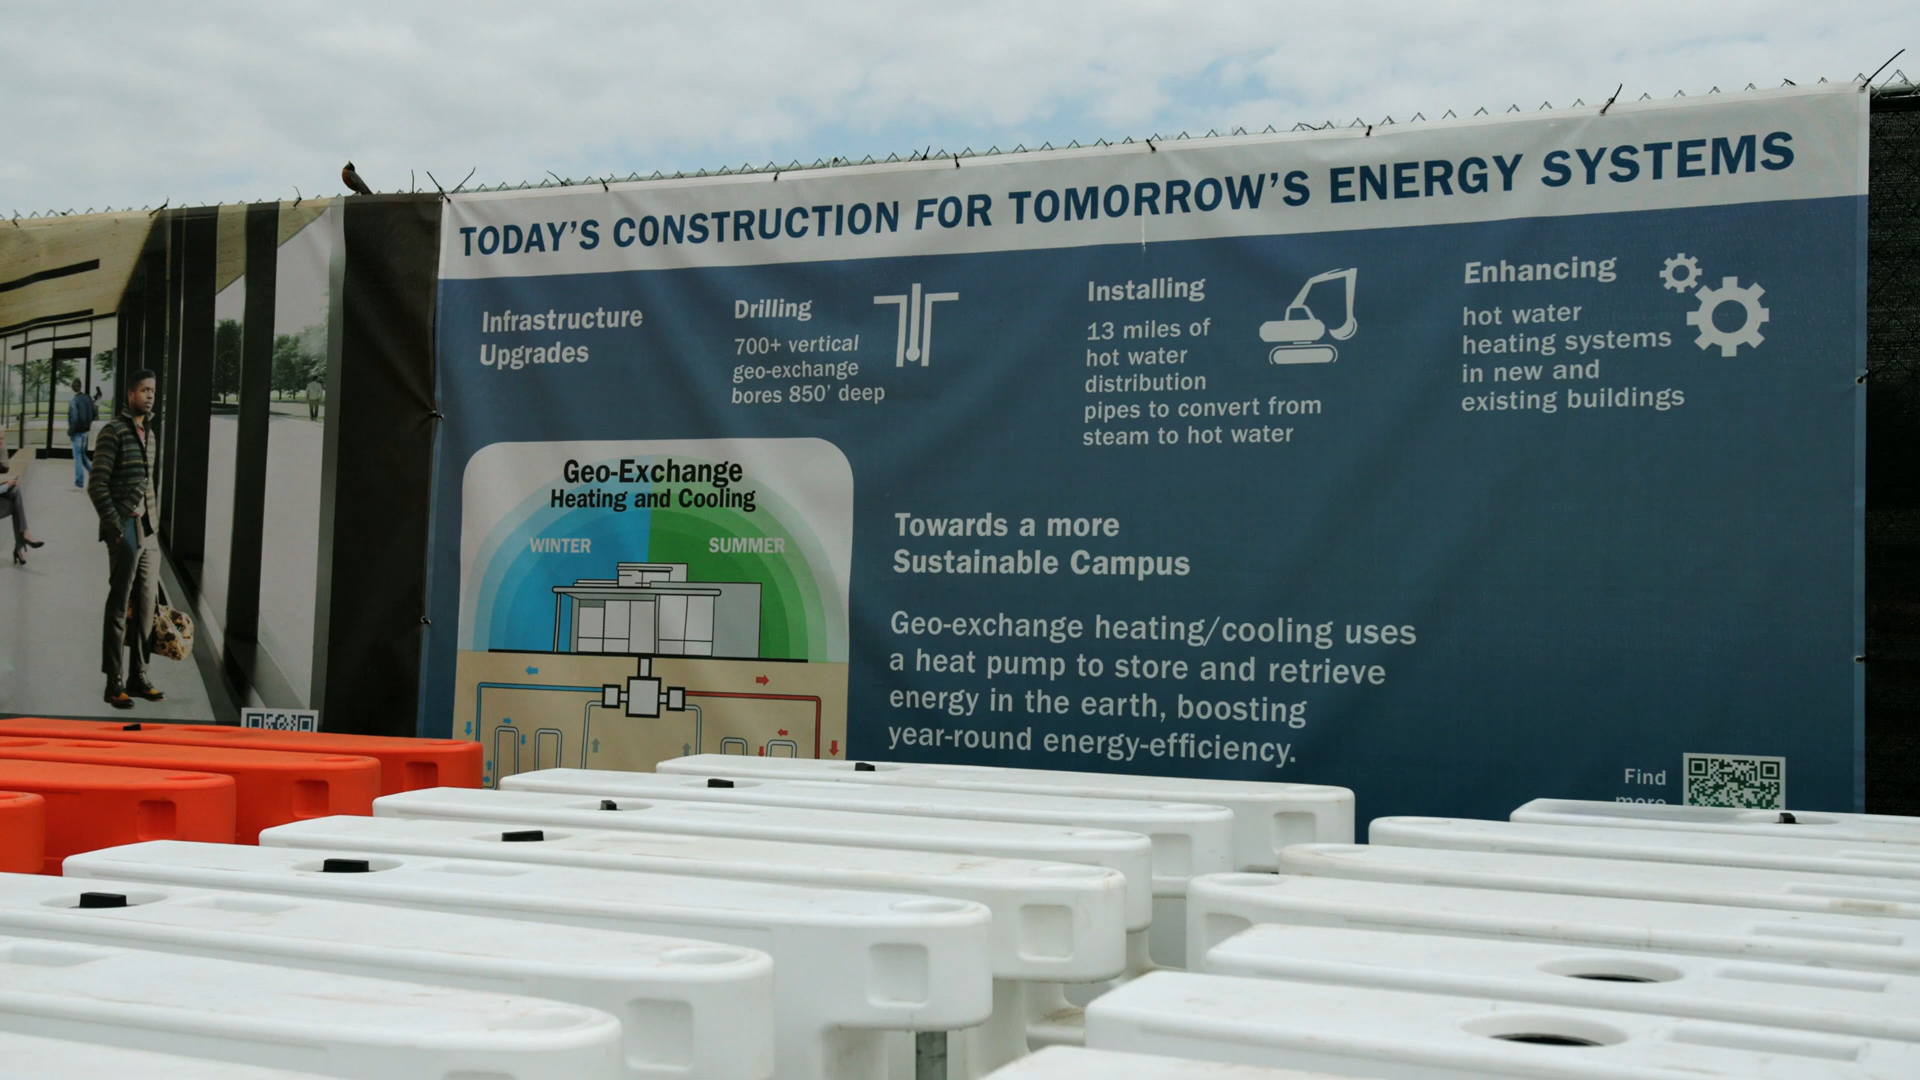 TODAY'S CONSTRUCTION FOR TOMORROW'S ENERGY SYSTEMS
Infrastructure
Upgrades
Drilling
700+ vertical
geo-exchange
bores 850' deep
Installing
13 miles of
hot water
distribution
pipes to convert from
steam to hot water
Enhancing
hot water
heating systems
in new and
existing buildings
Geo-Exchange
Heating and Cooling
WINTER
SUMMER
Towards a more
Sustainable Campus
Geo-exchange heating/cooling uses
a heat pump to store and retrieve
energy in the earth, boosting
year-round energy-efficiency.
Find
more